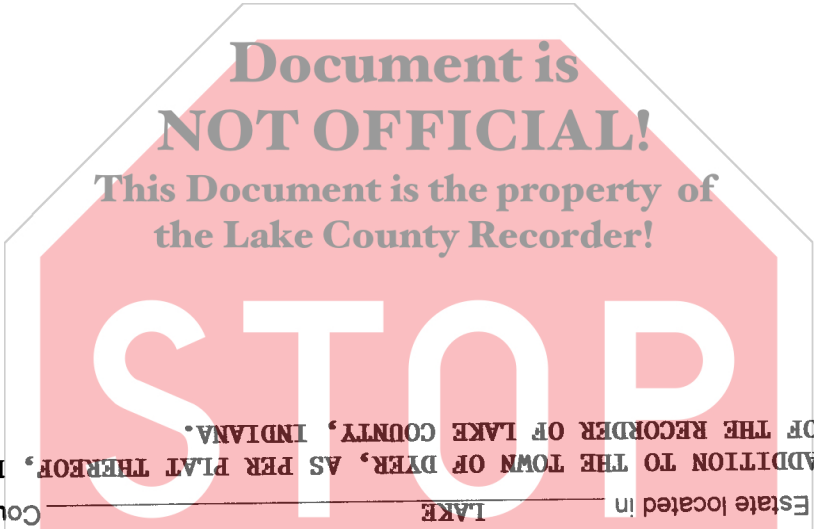 Document is
NOT OFFICIAL!
This Document is the property of
the Lake County Recorder!
STOP
Estate located in LAKE
ADDITION TO THE TOWN OF DYER, AS PER PLAT THEREOF,
OF THE RECORDER OF LAKE COUNTY, INDIANA.